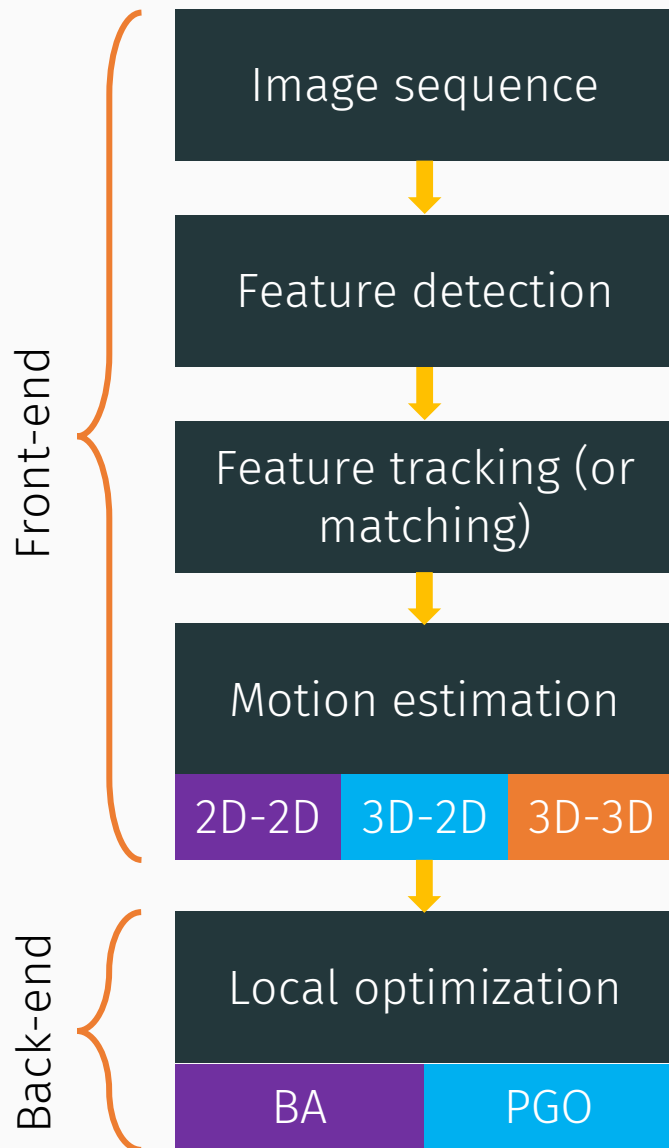 Front-end
Image sequence
Feature detection
Feature tracking (or
matching)
Motion estimation
2D-2D 3D-2D 3D-3D
Back-end
Local optimization
BA PGO